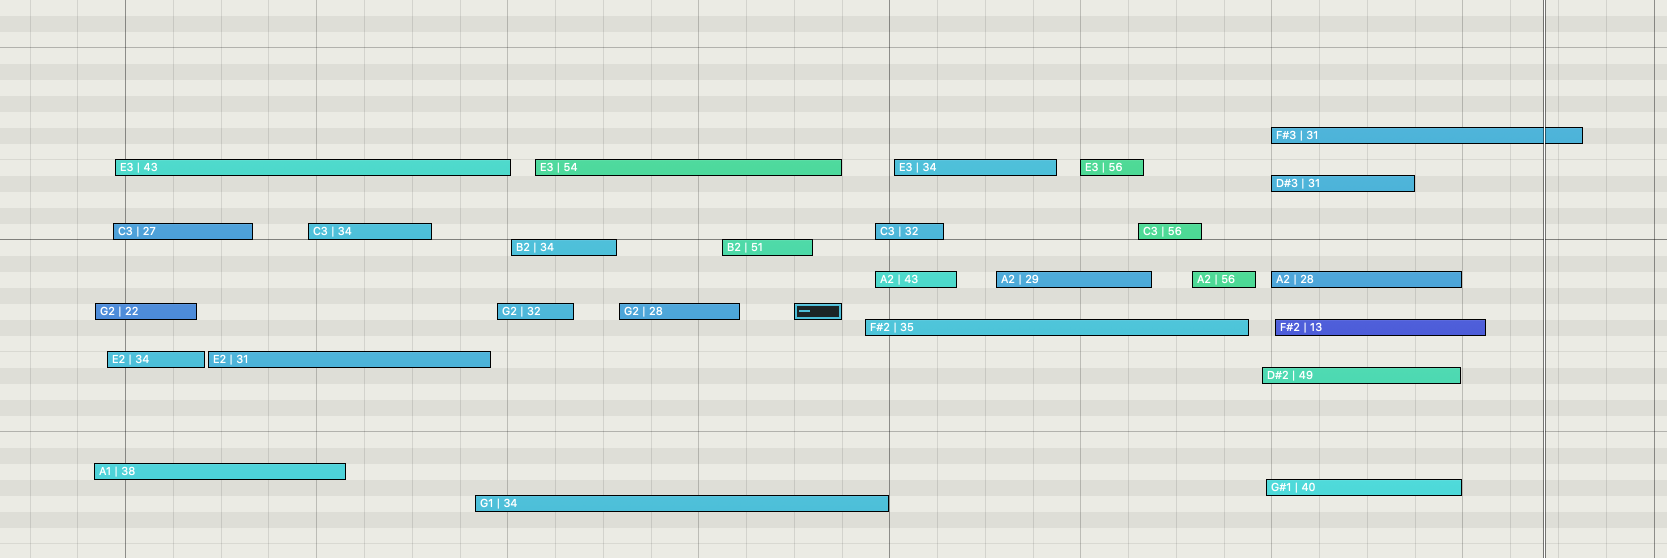 F#3 | 31
E3 | 43
E3 | 54
E3 | 34
E3 | 56
D#3 | 31
C3 | 27
C3 | 34
C3 | 32
C3 | 56
B2 | 34
B2 | 51
A2 | 43
A2 | 29
A2 | 56
A2 | 28
G2 | 22
G2 | 32
G2 | 28
F#2 | 35
F#2 | 13
E2 | 34
E2 | 31
D#2 | 49
A1 | 38
G#1 | 40
G1 | 34